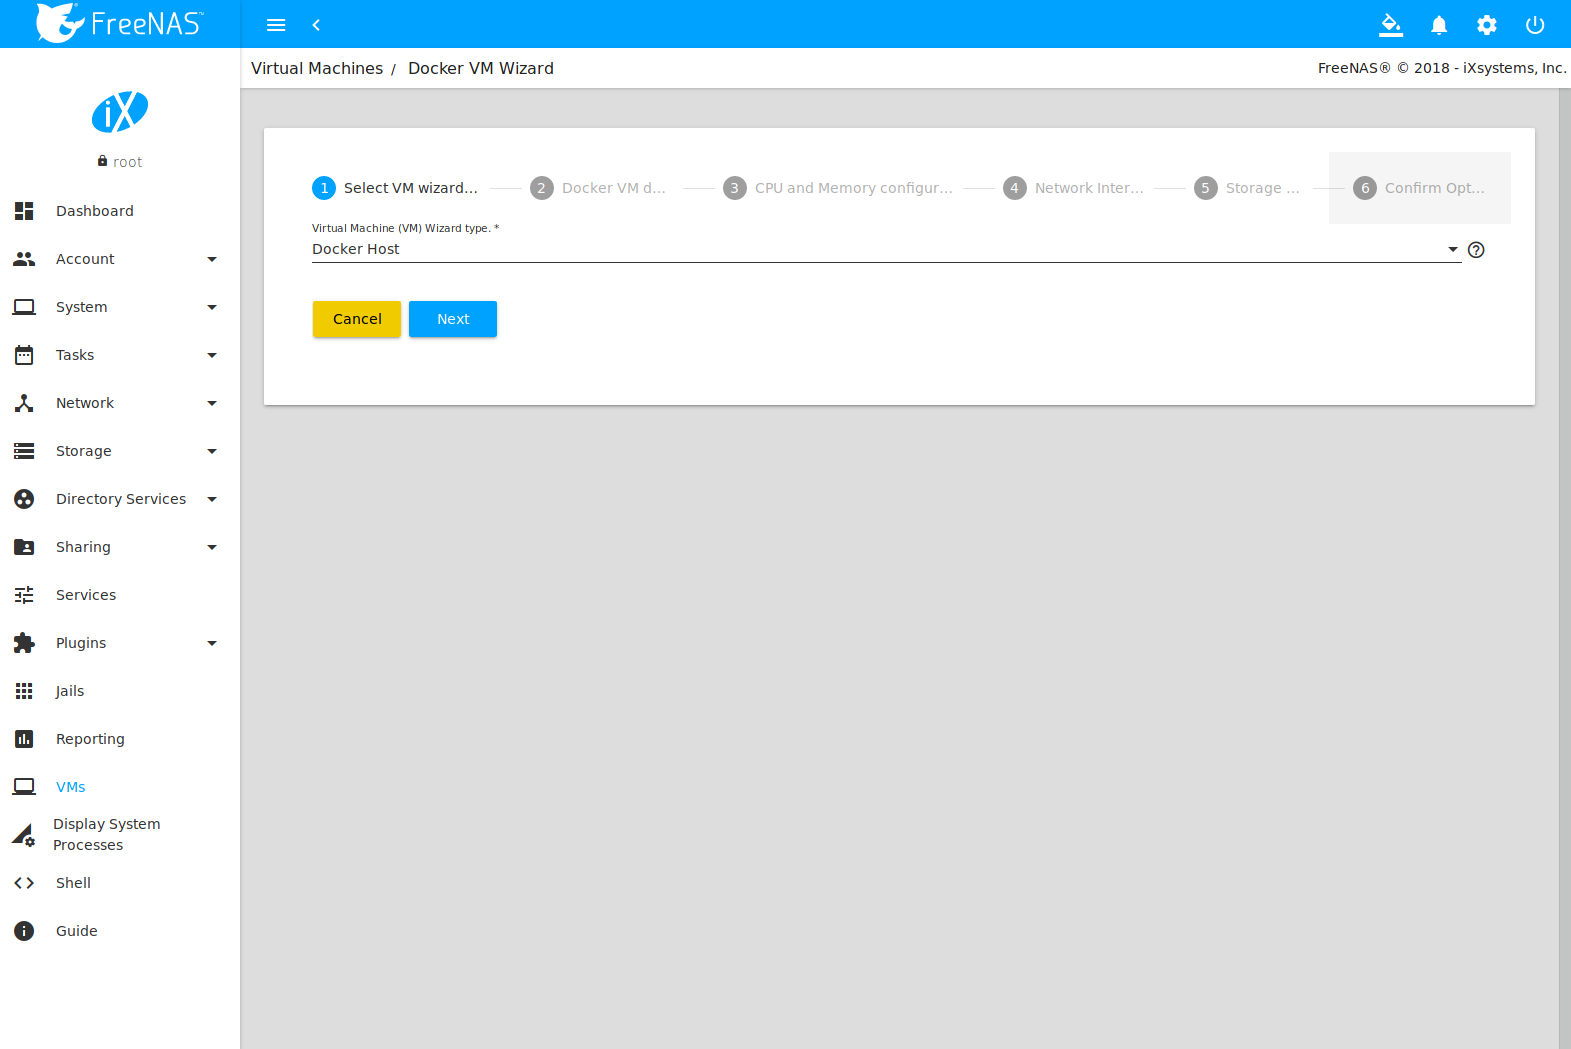 FreeNAS™
Virtual Machines / Docker VM Wizard
FreeNAS® © 2018 - iXsystems, Inc.
iX
root
Dashboard
Account
System
Tasks
Network
Storage
Directory Services
Sharing
Services
Plugins
Jails
Reporting
VMs
Display System
Processes
Shell
Guide
1 Select VM wizard...
2 Docker VM d...
3 CPU and Memory configur...
4 Network Inter...
5 Storage ...
6 Confirm Opt...
Virtual Machine (VM) Wizard type. *
Docker Host
Cancel
Next